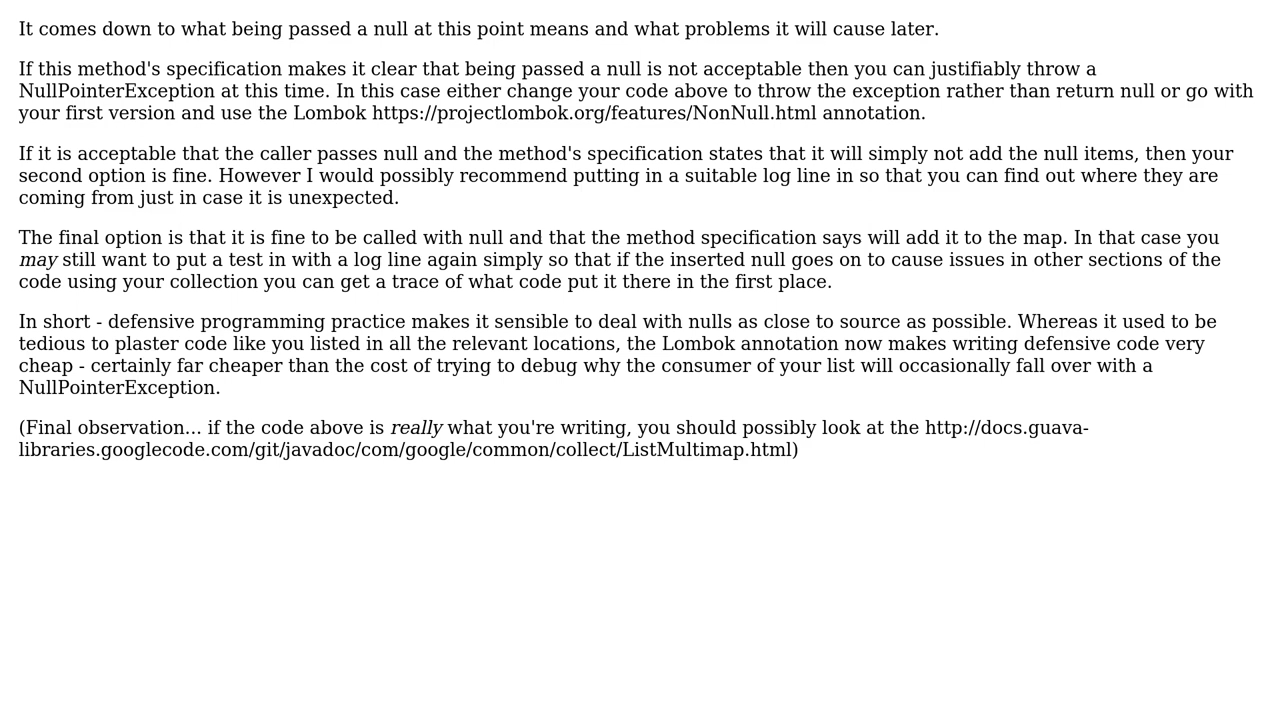 It comes down to what being passed a null at this point means and what problems it will cause later.
If this method's specification makes it clear that being passed a null is not acceptable then you can justifiably throw a
NullPointerException at this time. In this case either change your code above to throw the exception rather than return null or go with
your first version and use the Lombok https://projectlombok.org/features/NonNull.html annotation.
If it is acceptable that the caller passes null and the method's specification states that it will simply not add the null items, then your
second option is fine. However I would possibly recommend putting in a suitable log line in so that you can find out where they are
coming from just in case it is unexpected.
The final option is that it is fine to be called with null and that the method specification says will add it to the map. In that case you
may still want to put a test in with a log line again simply so that if the inserted null goes on to cause issues in other sections of the
code using your collection you can get a trace of what code put it there in the first place.
In short - defensive programming practice makes it sensible to deal with nulls as close to source as possible. Whereas it used to be
tedious to plaster code like you listed in all the relevant locations, the Lombok annotation now makes writing defensive code very
cheap - certainly far cheaper than the cost of trying to debug why the consumer of your list will occasionally fall over with a
NullPointerException.
(Final observation... if the code above is really what you're writing, you should possibly look at the http://docs.guava-
libraries.googlecode.com/git/javadoc/com/google/common/collect/ListMultimap.html)